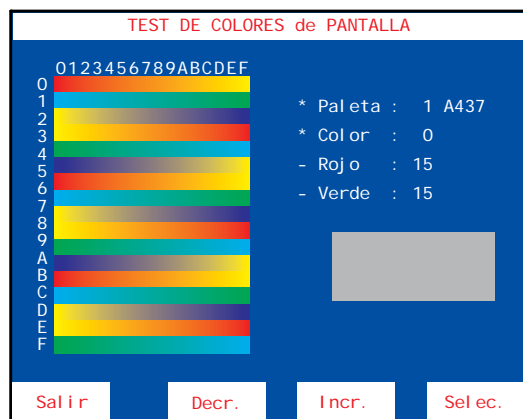 TEST DE COLORES de PANTALLA
0123456789ABCDEF
0
1
2
3
4
5
6
7
8
9
A
B
C
D
E
F
* Paleta : 1 A437
* Color : 0
- Rojo : 15
- Verde : 15
Salir Decr. Incr. Selec.